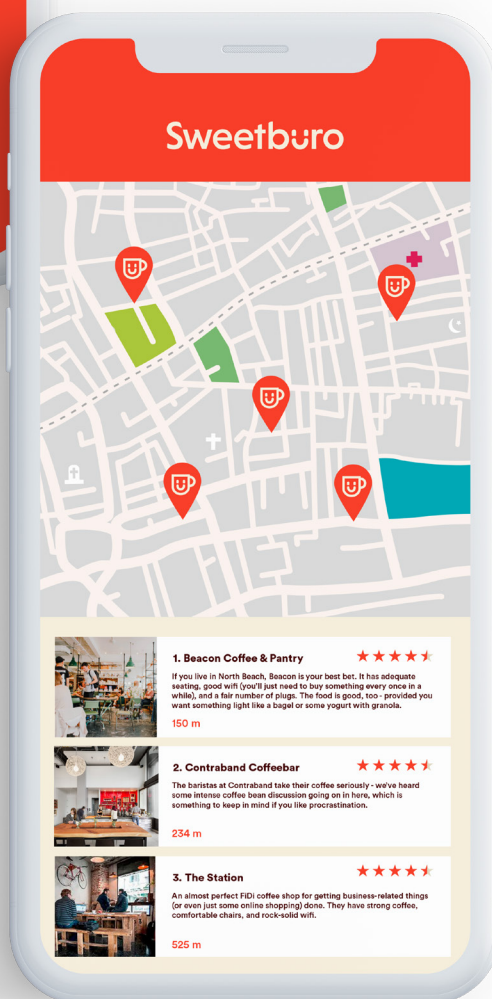 Sweetburo
1. Beacon Coffee & Pantry
If you live in North Beach, Beacon is your best bet. It has adequate
seating, good wifi (you'll just need to buy something every once in a
while), and a fair number of plugs. The food is good, too - provided you
want something light like a bagel or some yogurt with granola.
150 m
2. Contraband Coffeebar
The baristas at Contraband take their coffee seriously - we've heard
some intense coffee bean discussion going on in here, which is
something to keep in mind if you like procrastination.
234 m
3. The Station
An almost perfect FiDi coffee shop for getting business-related things
(or even just some online shopping) done. They have strong coffee,
comfortable chairs, and rock-solid wifi.
525 m